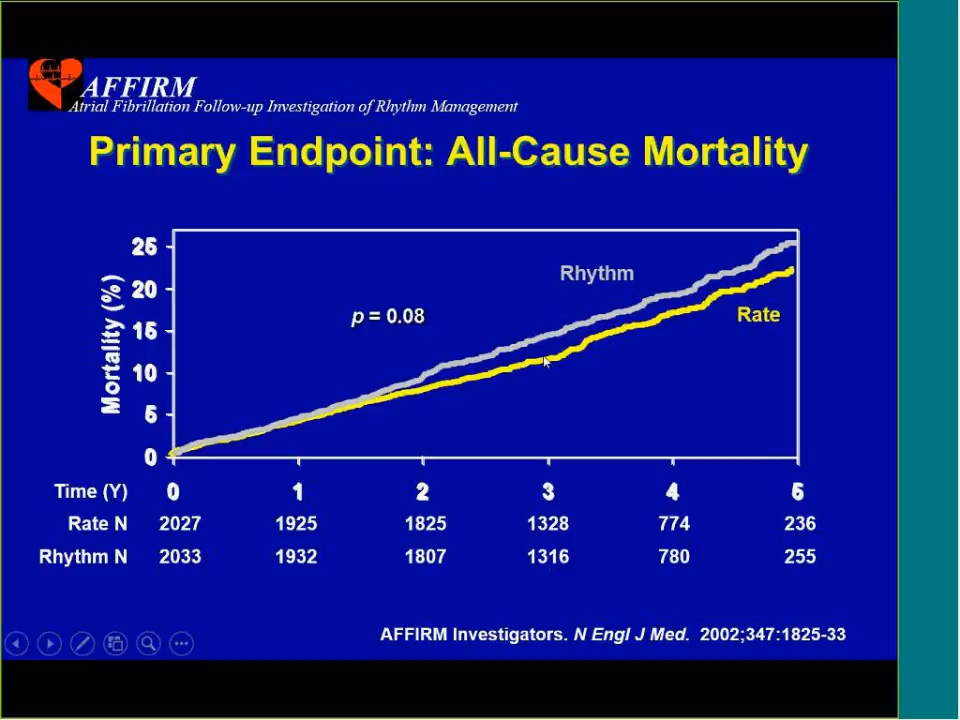 AFFIRM
Atrial Fibrillation Follow-up Investigation of Rhythm Management
Primary Endpoint: All-Cause Mortality
Mortality (%)
25
20
15
10
5
0
Rhythm
p = 0.08
Rate
Time (Y) 0 1 2 3 4 5
Rate N 2027 1925 1825 1328 774 236
Rhythm N 2033 1932 1807 1316 780 255
AFFIRM Investigators. N Engl J Med. 2002;347:1825-33